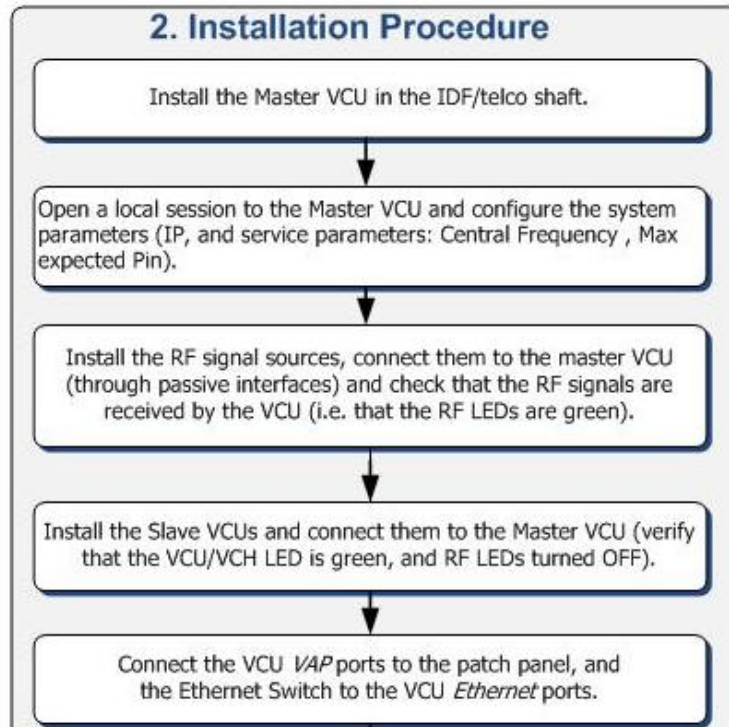 2. Installation Procedure
Install the Master VCU in the IDF/telco shaft.
Open a local session to the Master VCU and configure the system
parameters (IP, and service parameters: Central Frequency , Max
expected Pin).
Install the RF signal sources, connect them to the master VCU
(through passive interfaces) and check that the RF signals are
received by the VCU (i.e. that the RF LEDs are green).
Install the Slave VCUs and connect them to the Master VCU (verify
that the VCU/VCH LED is green, and RF LEDs turned OFF).
Connect the VCU VAP ports to the patch panel, and
the Ethernet Switch to the VCU Ethernet ports.